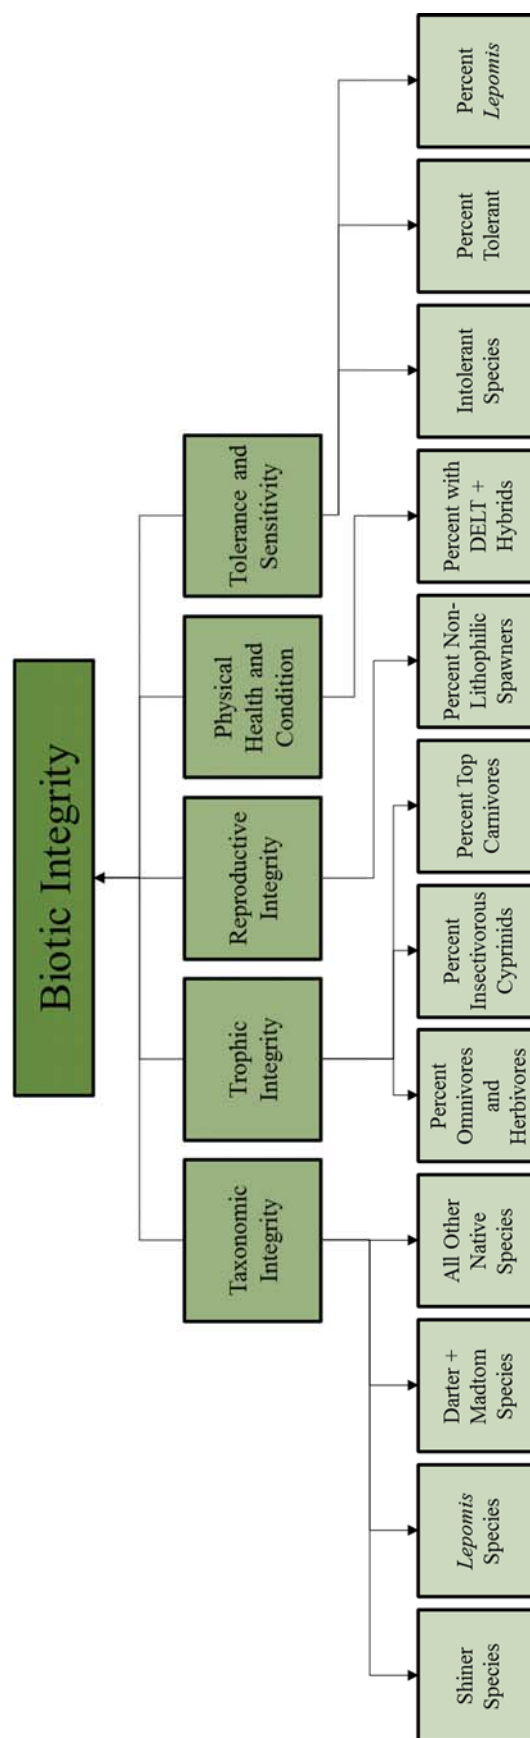 Biotic Integrity
Taxonomic
Integrity
Trophic
Integrity
Reproductive
Integrity
Physical
Health and
Condition
Tolerance and
Sensitivity
Shiner
Species
Lepomis
Species
Darter +
Madtom
Species
All Other
Native
Species
Percent
Omnivores
and
Herbivores
Percent
Insectivorous
Cyprinids
Percent Top
Carnivores
Percent Non-
Lithophilic
Spawners
Percent with
DELT +
Hybrids
Intolerant
Species
Percent
Tolerant
Percent
Lepomis